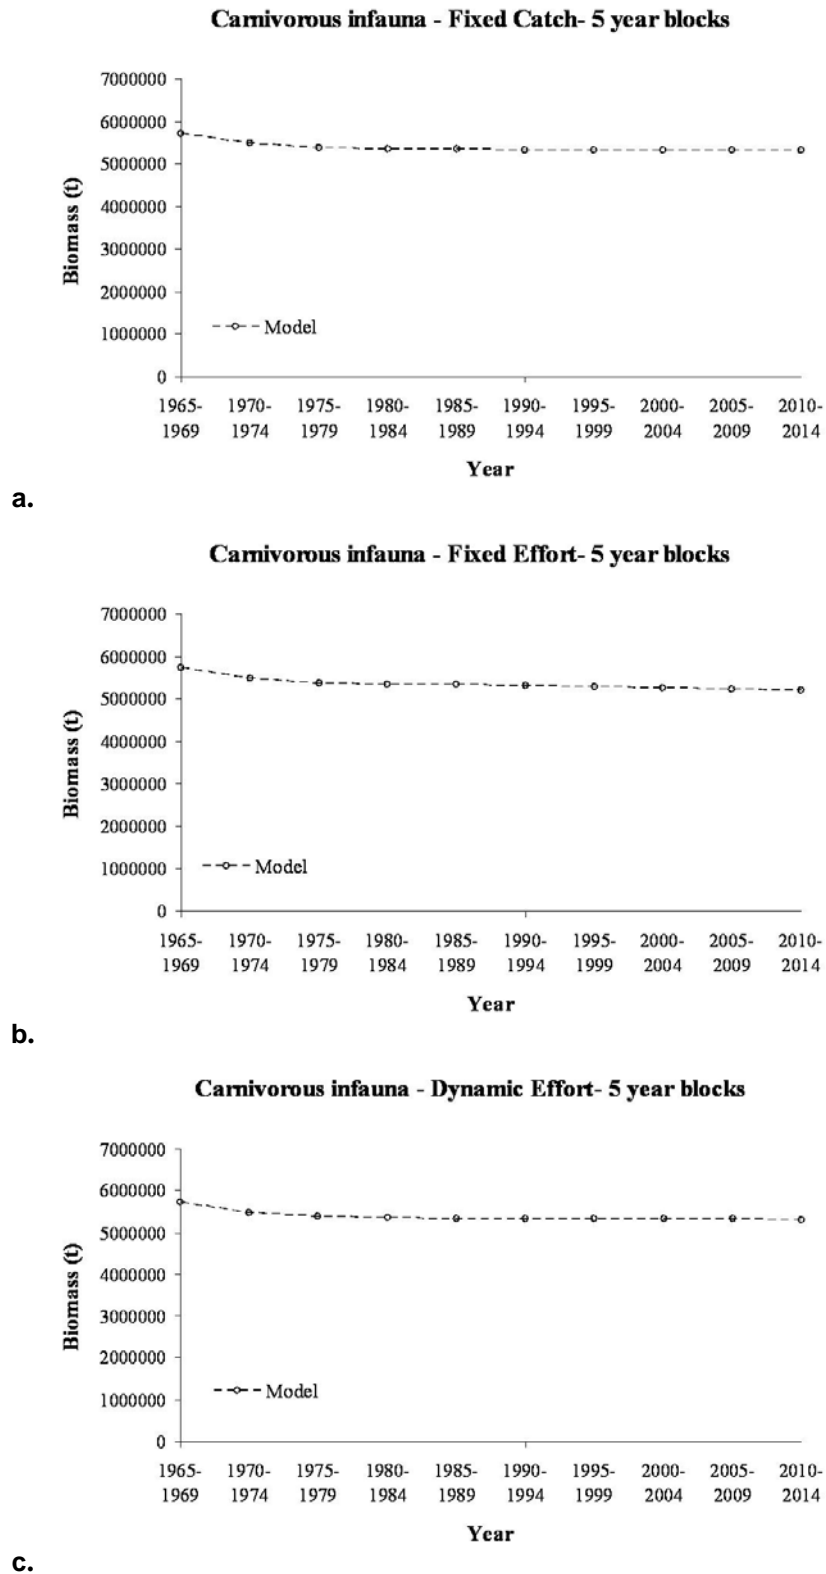 Carnivorous infauna - Fixed Catch- 5 year blocks
7000000
6000000
5000000
4000000
3000000
2000000
1000000
0
Biomass (t)
Model
1965- 1970- 1975- 1980- 1985- 1990- 1995- 2000- 2005- 2010-
1969 1974 1979 1984 1989 1994 1999 2004 2009 2014
Year
a.
Carnivorous infauna - Fixed Effort- 5 year blocks
7000000
6000000
5000000
4000000
3000000
2000000
1000000
0
Biomass (t)
Model
1965- 1970- 1975- 1980- 1985- 1990- 1995- 2000- 2005- 2010-
1969 1974 1979 1984 1989 1994 1999 2004 2009 2014
Year
b.
Carnivorous infauna - Dynamic Effort- 5 year blocks
7000000
6000000
5000000
4000000
3000000
2000000
1000000
0
Biomass (t)
Model
1965- 1970- 1975- 1980- 1985- 1990- 1995- 2000- 2005- 2010-
1969 1974 1979 1984 1989 1994 1999 2004 2009 2014
Year
c.